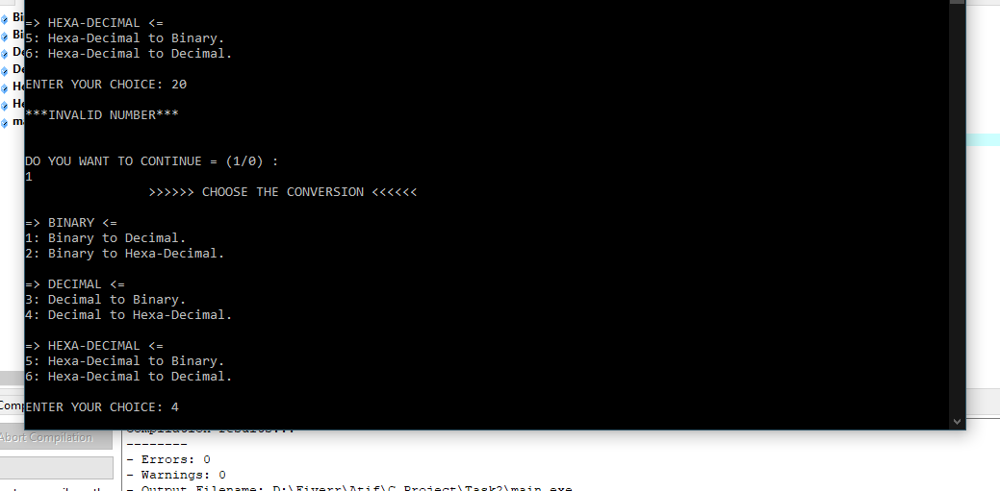 Bi
=> HEXA-DECIMAL <=
Bi
5: Hexa-Decimal to Binary.
De
6: Hexa-Decimal to Decimal.
De
He
ENTER YOUR CHOICE: 20
He
***INVALID NUMBER***
DO YOU WANT TO CONTINUE = (1/0) :
1
>>>>>> CHOOSE THE CONVERSION <<<<<<
=> BINARY <=
1: Binary to Decimal.
2: Binary to Hexa-Decimal.
=> DECIMAL <=
3: Decimal to Binary.
4: Decimal to Hexa-Decimal.
=> HEXA-DECIMAL <=
5: Hexa-Decimal to Binary.
6: Hexa-Decimal to Decimal.
ENTER YOUR CHOICE: 4
Comp
Abort Compilation
Compilation results...
--------
- Errors: 0
- Warnings: 0
- Output Filename: D:\Fiverr\Atif\C Project\Task2\main.exe